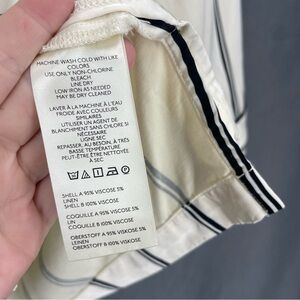 MACHINE WASH COLD WITH LIKE
COLORS
USE ONLY NON-CHLORINE
BLEACH
LINE DRY
LOW IRON AS NEEDED
MAY BE DRY CLEANED
LAVER À LA MACHINE À L'EAU
FROIDE AVEC COULEURS
SIMILAIRES
UTILISER UN AGENT DE
BLANCHIMENT SANS CHLORE SI
NÉCESSAIRE
LIGNE SEC
REPASSER, AU BESOIN, À TRÈS
BASSE TEMPÉRATURE
PEUT-ÊTRE ÊTRE NETTOYÉ
À SEC
SHELL A 95% VISCOSE 5%
LINEN
SHELL B 100% VISCOSE
COQUILLE A 95% VISCOSE 5%
LIN
COQUILLE B 100% VISCOSE
OBERSTOFF A 95% VISCOSE 5%
LEINEN
OBERSTOFF B 100% VISCOSE